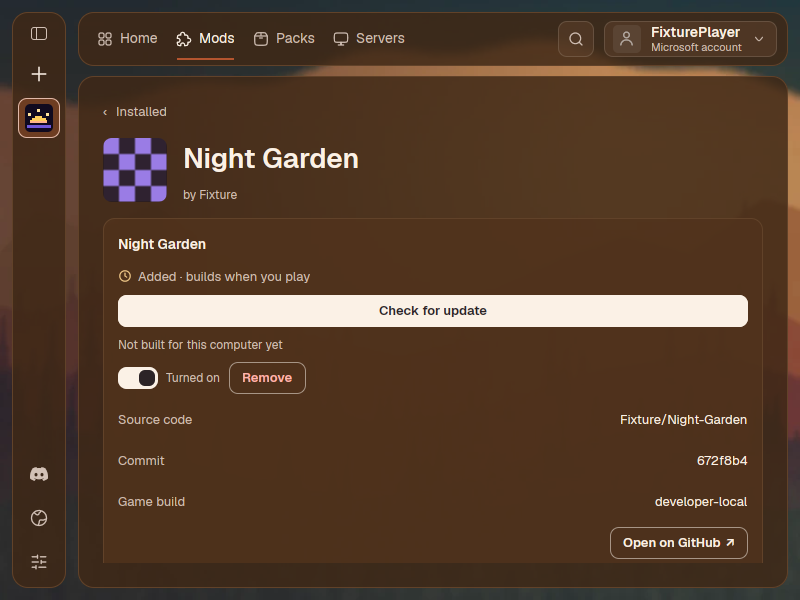 Home
Mods
Packs
Servers
FixturePlayer
Microsoft account
‹ Installed
Night Garden
by Fixture
Night Garden
Added · builds when you play
Check for update
Not built for this computer yet
Turned on
Remove
Source code
Fixture/Night-Garden
Commit
672f8b4
Game build
developer-local
Open on GitHub ↗